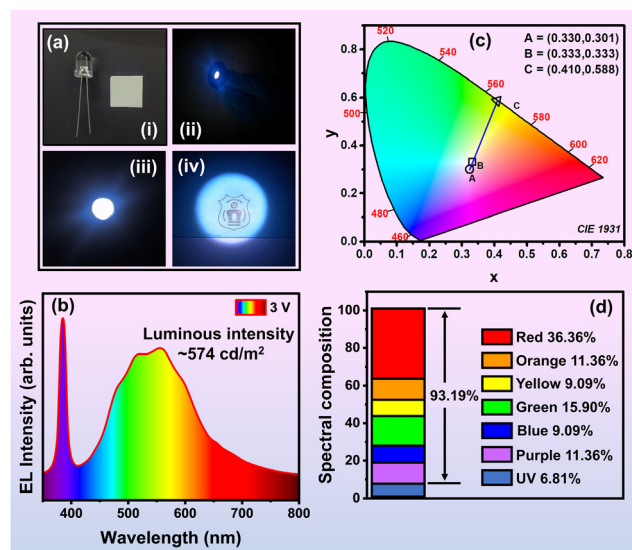 (a)
(i)
(ii)
(iii)
(iv)
(c)
A = (0.330,0.301)
B = (0.333,0.333)
C = (0.410,0.588)
0.8
0.6
0.4
0.2
0.0
y
520
540
560
580
600
620
500
480
460
C
B
A
CIE 1931
0.0 0.1 0.2 0.3 0.4 0.5 0.6 0.7 0.8
x
(b)
3 V
Luminous intensity
~574 cd/m²
EL Intensity (arb. units)
400 500 600 700 800
Wavelength (nm)
(d)
Spectral composition
100
80
60
40
20
0
93.19%
Red 36.36%
Orange 11.36%
Yellow 9.09%
Green 15.90%
Blue 9.09%
Purple 11.36%
UV 6.81%